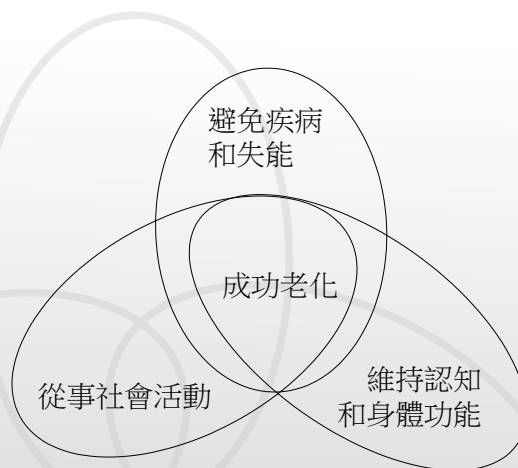 避免疾病
和失能
成功老化
從事社會活動
維持認知
和身體功能